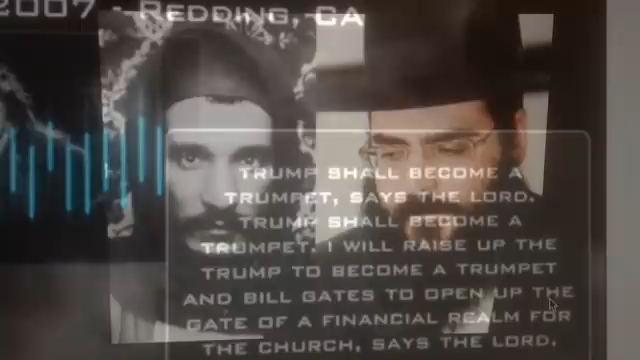 2007 - REDDING, CA
TRUMP SHALL BECOME A
TRUMPET, SAYS THE LORD.
TRUMP SHALL BECOME A
TRUMPET. I WILL RAISE UP THE
TRUMP TO BECOME A TRUMPET
AND BILL GATES TO OPEN UP THE
GATE OF A FINANCIAL REALM FOR
THE CHURCH, SAYS THE LORD.